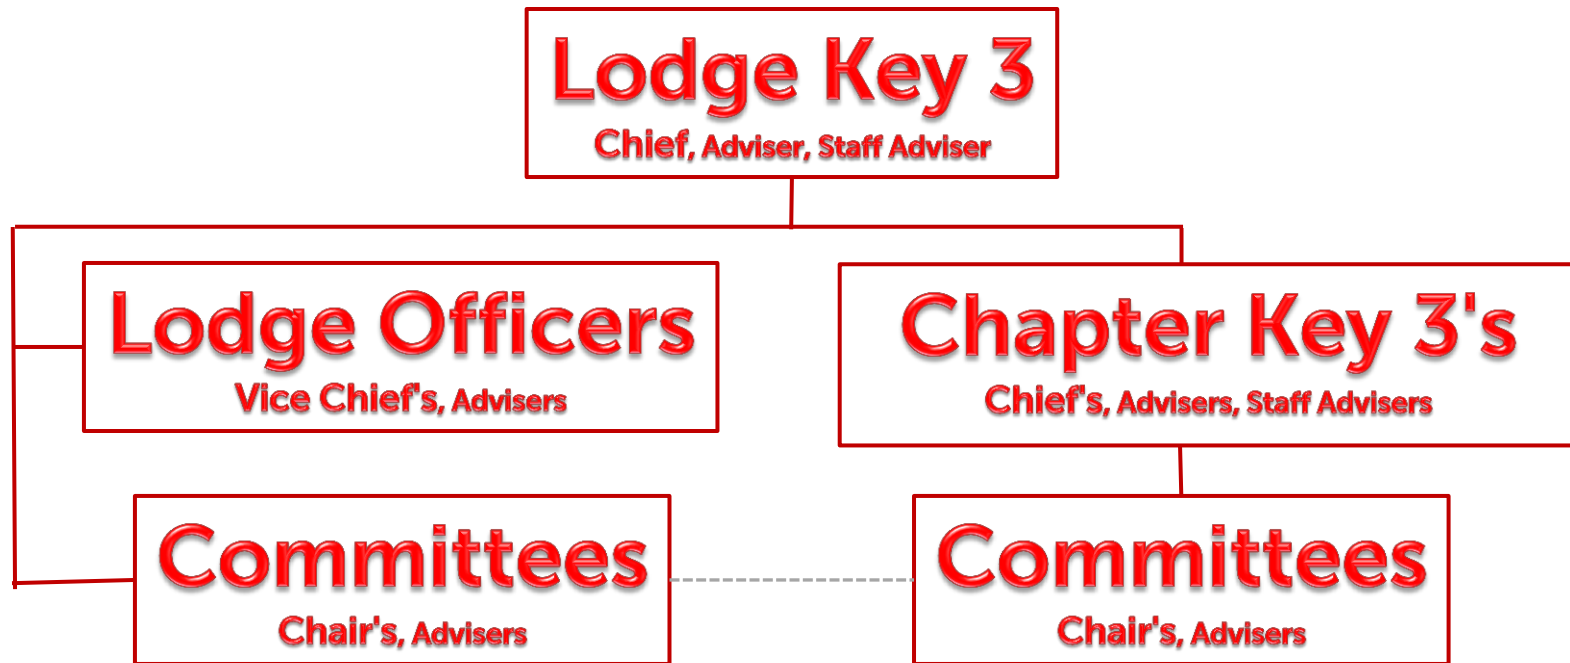 Lodge Key 3
Chief, Adviser, Staff Adviser
Lodge Officers
Vice Chief's, Advisers
Chapter Key 3's
Chief's, Advisers, Staff Advisers
Committees
Chair's, Advisers
Committees
Chair's, Advisers